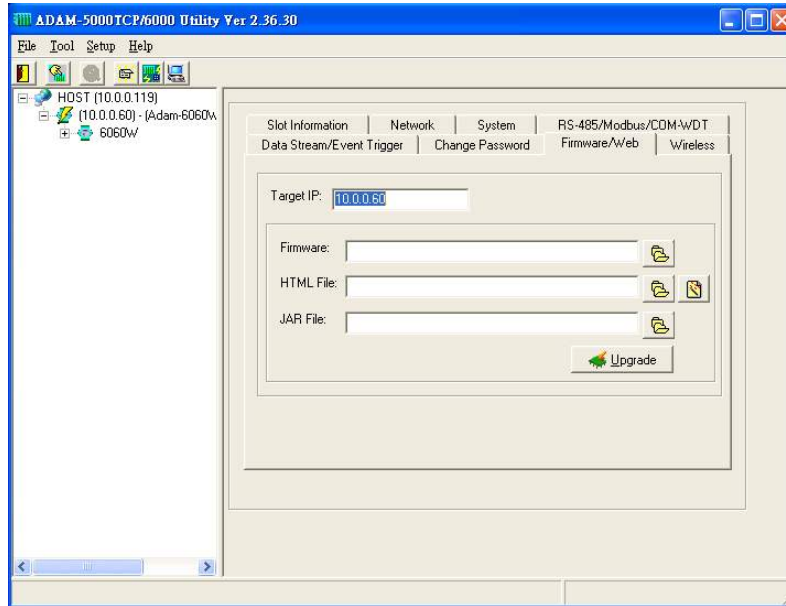 ADAM-5000TCP/6000 Utility Ver 2.36.30
File Tool Setup Help
HOST (10.0.0.119)
(10.0.0.60) - (Adam-6060W
6060W
Slot Information Network System RS-485/Modbus/COM-WDT
Data Stream/Event Trigger Change Password Firmware/Web Wireless
Target IP: 10.0.0.60
Firmware:
HTML File:
JAR File:
Upgrade